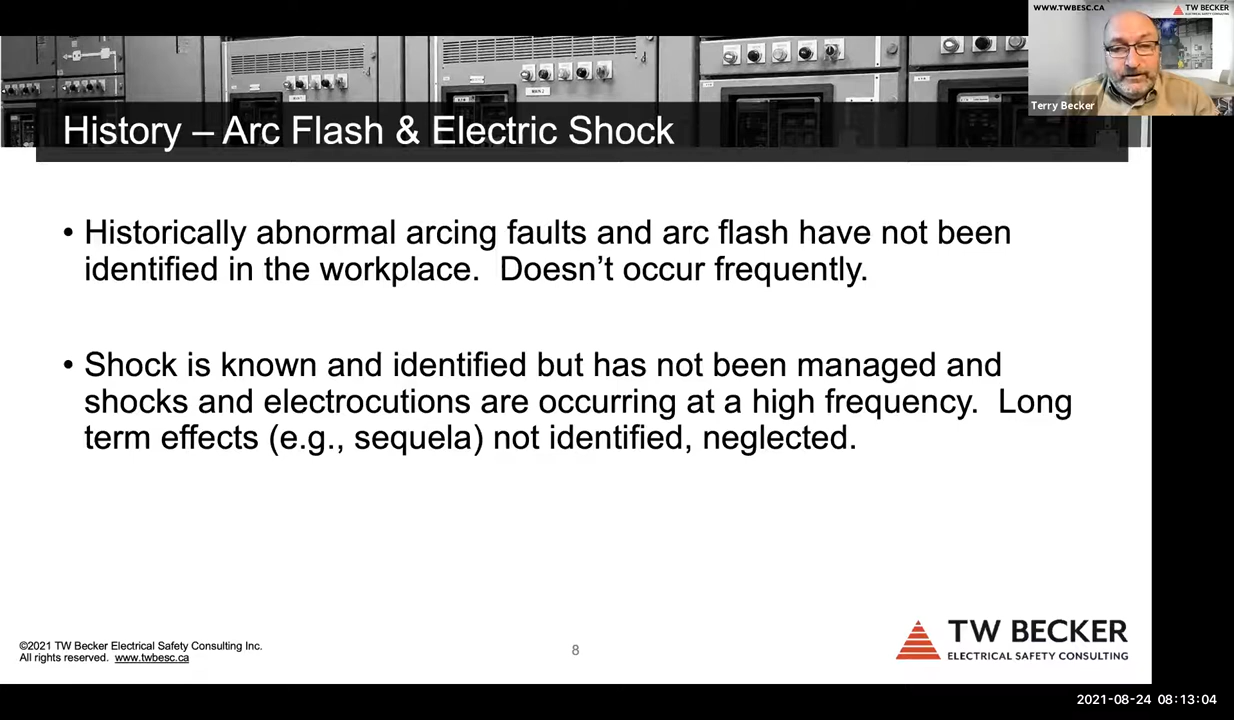 WWW.TWBESC.CA
TW BECKER
ELECTRICAL SAFETY CONSULTING
Terry Becker
History – Arc Flash & Electric Shock
• Historically abnormal arcing faults and arc flash have not been
identified in the workplace.  Doesn’t occur frequently.
• Shock is known and identified but has not been managed and
shocks and electrocutions are occurring at a high frequency.  Long
term effects (e.g., sequela) not identified, neglected.
©2021 TW Becker Electrical Safety Consulting Inc.
All rights reserved.  www.twbesc.ca
8
TW BECKER
ELECTRICAL SAFETY CONSULTING
2021-08-24 08:13:04